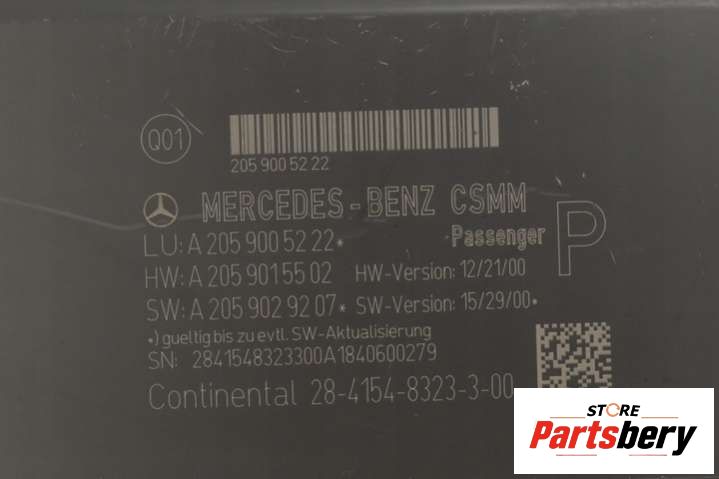 Q01
205 900 52 22
MERCEDES-BENZ CSMM
LU: A 205 900 52 22*
Passenger
P
HW: A 205 901 55 02 HW-Version: 12/21/00
SW: A 205 902 92 07* SW-Version: 15/29/00*
*) gueltig bis zu evtl. SW-Aktualisierung
SN: 2841548323300A1840600279
Continental 28-4154-8323-3-00
STORE
Partsbery